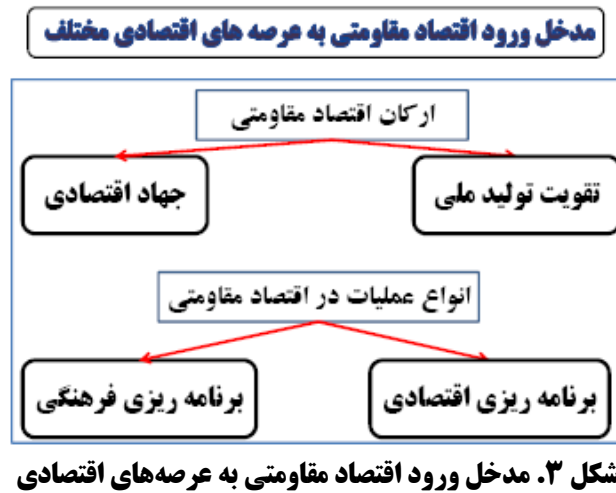 مدخل ورود اقتصاد مقاومتی به عرصه های اقتصادی مختلف
ارکان اقتصاد مقاومتی
تقویت تولید ملی
جهاد اقتصادی
انواع عملیات در اقتصاد مقاومتی
برنامه ریزی اقتصادی
برنامه ریزی فرهنگی
شکل ۳. مدخل ورود اقتصاد مقاومتی به عرصه‌های اقتصادی